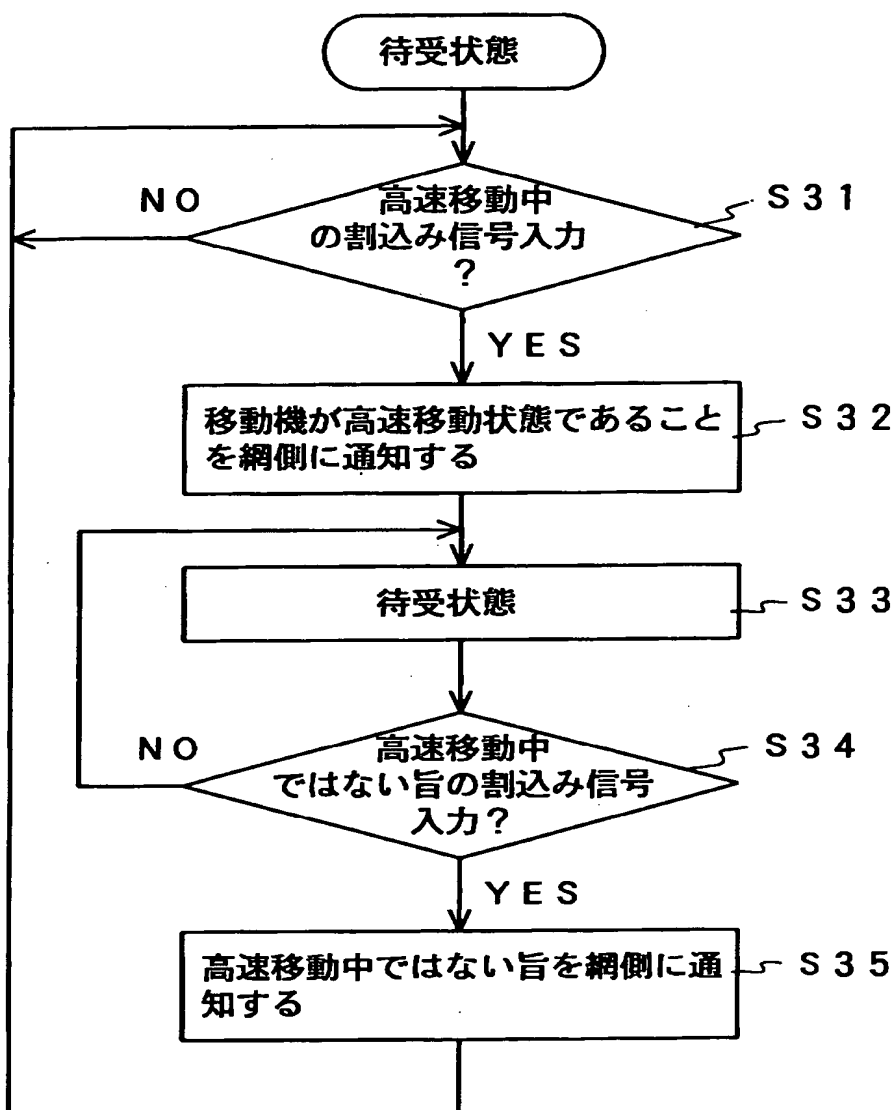 待受状態
NO
高速移動中
の割込み信号入力
?
S31
YES
移動機が高速移動状態であること
を網側に通知する
S32
待受状態
S33
NO
高速移動中
ではない旨の割込み信号
入力?
S34
YES
高速移動中ではない旨を網側に通
知する
S35